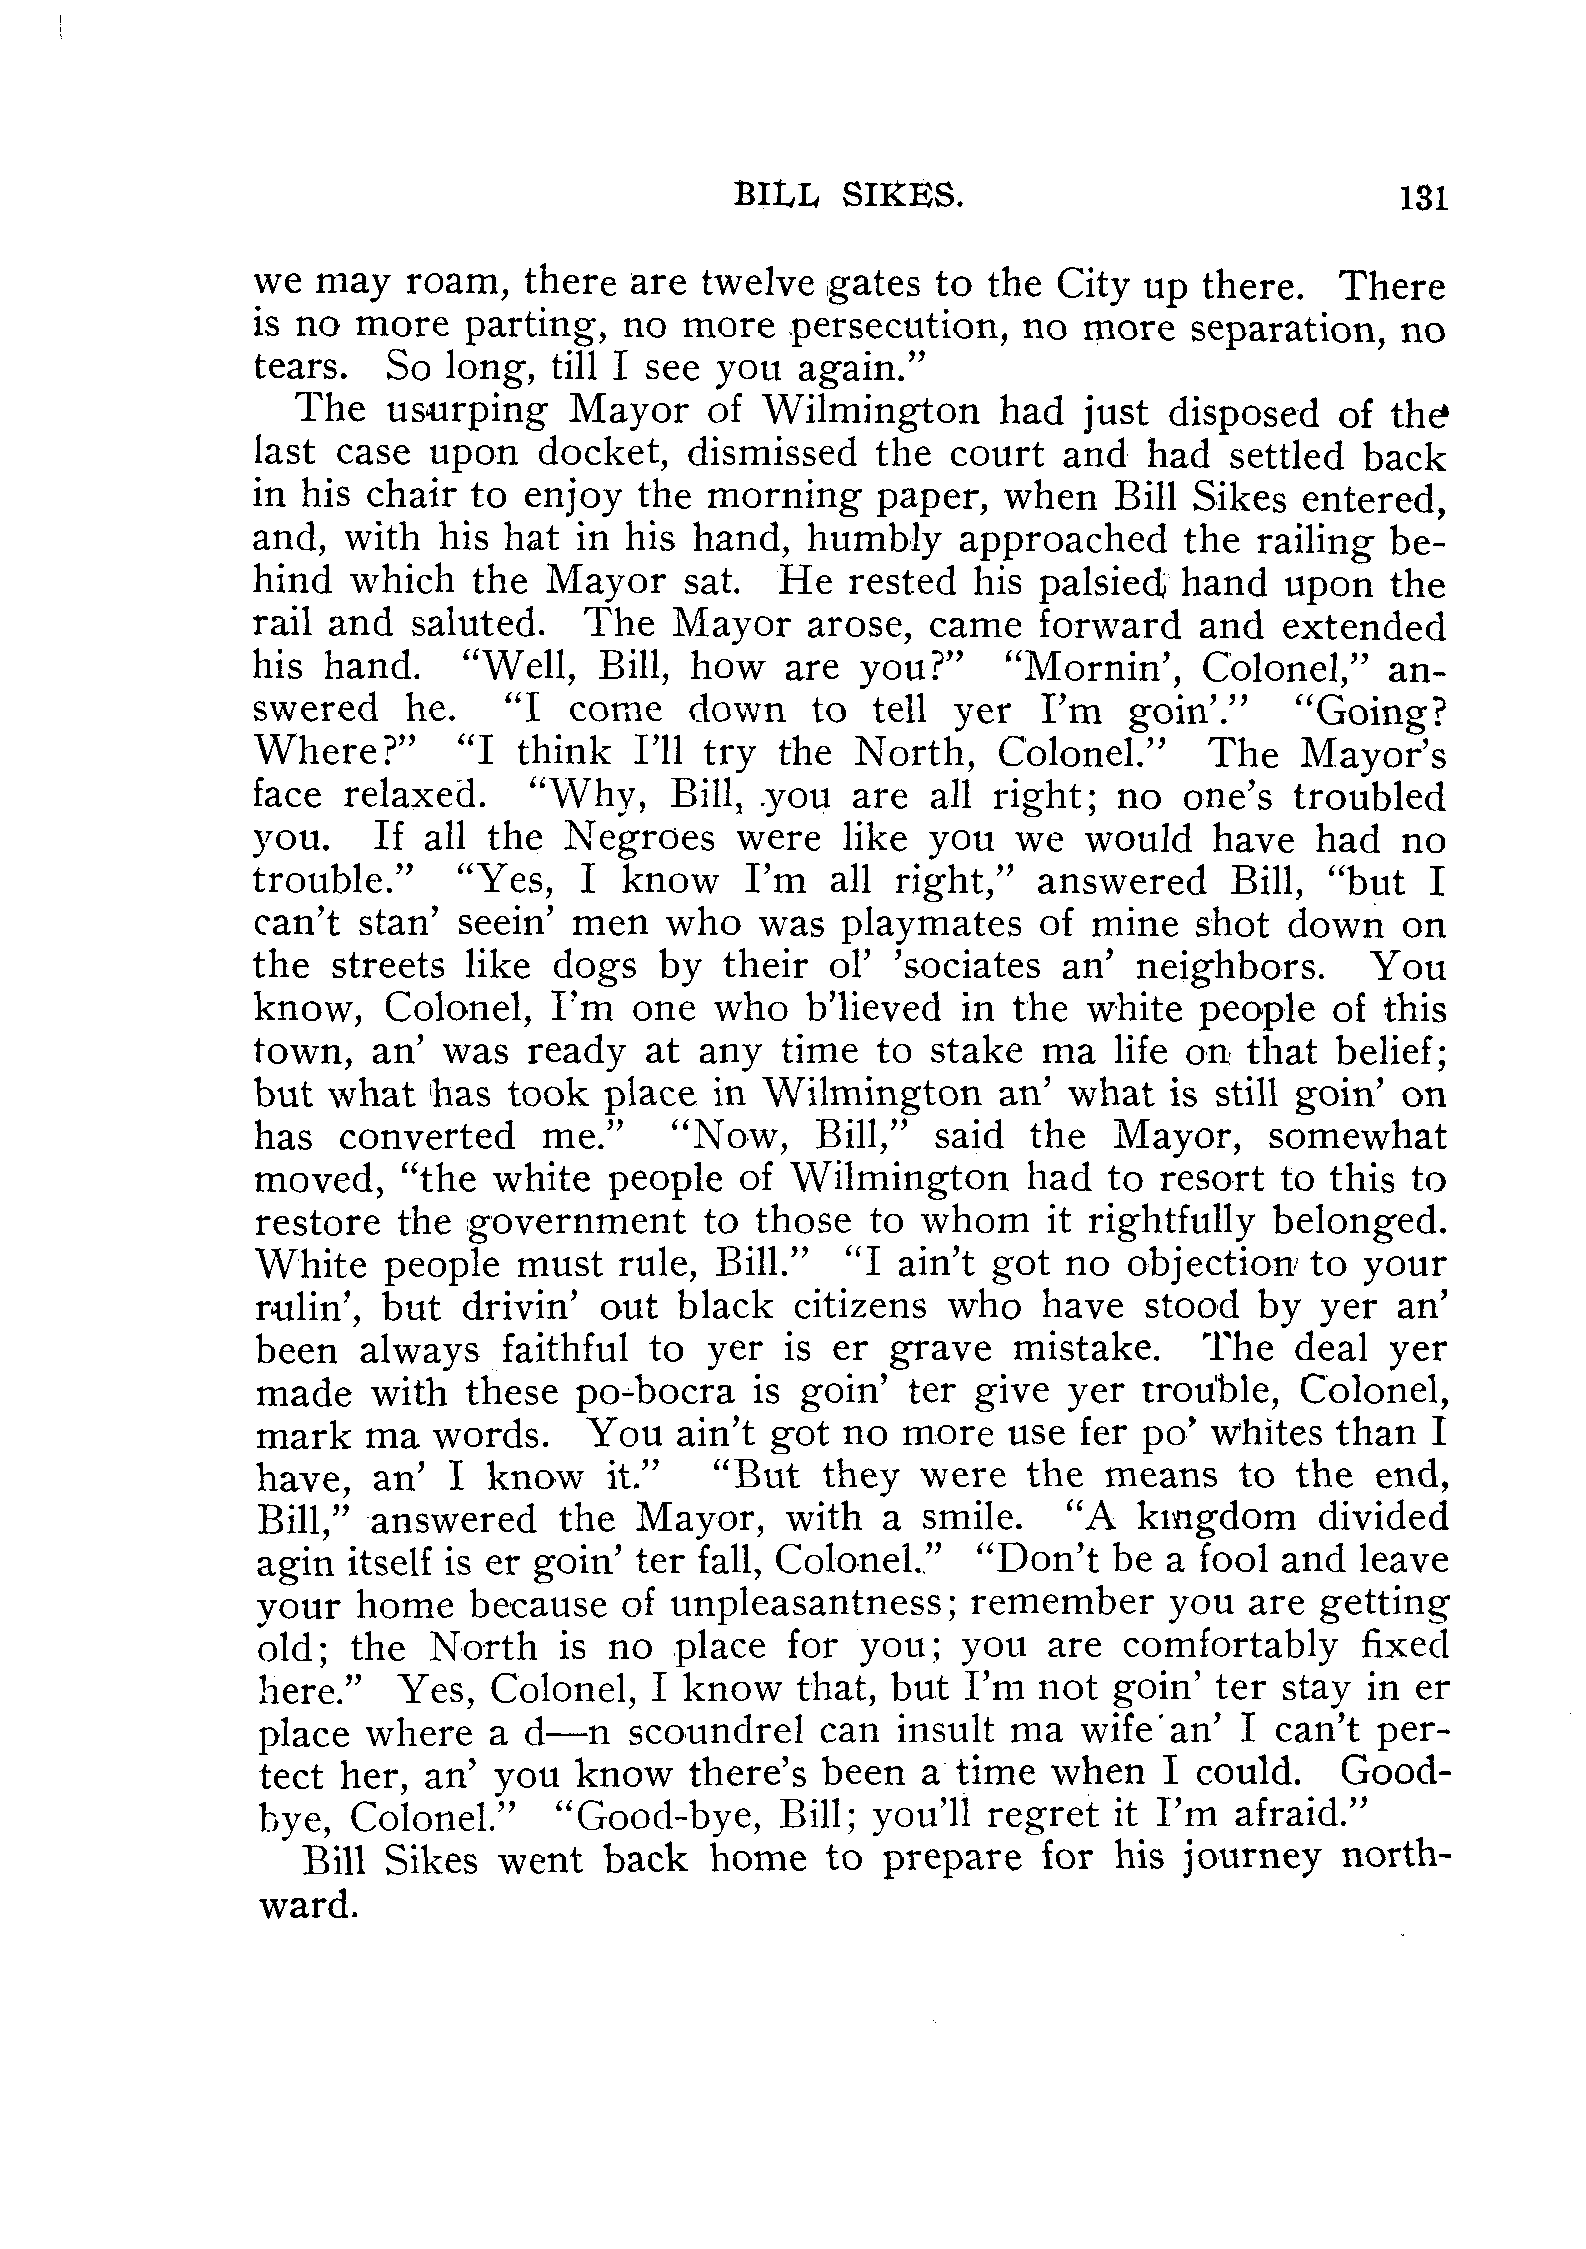 BILL SIKES. 131
we may roam, there are twelve gates to the City up there. There
is no more parting, no more persecution, no more separation, no
tears. So long, till I see you again.”
The usurping Mayor of Wilmington had just disposed of the
last case upon docket, dismissed the court and had settled back
in his chair to enjoy the morning paper, when Bill Sikes entered,
and, with his hat in his hand, humbly approached the railing be-
hind which the Mayor sat. He rested his palsied hand upon the
rail and saluted. The Mayor arose, came forward and extended
his hand. “Well, Bill, how are you?” “Mornin’, Colonel,” an-
swered he. “I come down to tell yer I’m goin’.” “Going?
Where?” “I think I’ll try the North, Colonel.” The Mayor’s
face relaxed. “Why, Bill, you are all right; no one’s troubled
you. If all the Negroes were like you we would have had no
trouble.” “Yes, I know I’m all right,” answered Bill, “but I
can’t stan’ seein’ men who was playmates of mine shot down on
the streets like dogs by their ol’ ’sociates an’ neighbors. You
know, Colonel, I’m one who b’lieved in the white people of this
town, an’ was ready at any time to stake ma life on that belief;
but what has took place in Wilmington an’ what is still goin’ on
has converted me.” “Now, Bill,” said the Mayor, somewhat
moved, “the white people of Wilmington had to resort to this to
restore the government to those to whom it rightfully belonged.
White people must rule, Bill.” “I ain’t got no objection to your
rulin’, but drivin’ out black citizens who have stood by yer an’
been always faithful to yer is er grave mistake. The deal yer
made with these po-bocra is goin’ ter give yer trouble, Colonel,
mark ma words. You ain’t got no more use fer po’ whites than I
have, an’ I know it.” “But they were the means to the end,
Bill,” answered the Mayor, with a smile. “A kingdom divided
agin itself is er goin’ ter fall, Colonel.” “Don’t be a fool and leave
your home because of unpleasantness; remember you are getting
old; the North is no place for you; you are comfortably fixed
here.” Yes, Colonel, I know that, but I’m not goin’ ter stay in er
place where a d—n scoundrel can insult ma wife an’ I can’t per-
tect her, an’ you know there’s been a time when I could. Good-
bye, Colonel.” “Good-bye, Bill; you’ll regret it I’m afraid.”
Bill Sikes went back home to prepare for his journey north-
ward.